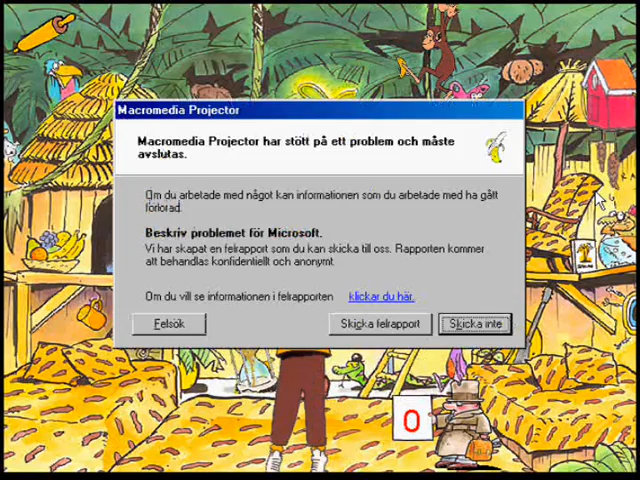 Macromedia Projector
Macromedia Projector har stött på ett problem och måste
avslutas.
Om du arbetade med något kan informationen som du arbetade med ha gått
förlorad.
Beskriv problemet för Microsoft.
Vi har skapat en felrapport som du kan skicka till oss. Rapporten kommer
att behandlas konfidentiellt och anonymt.
Om du vill se informationen i felrapporten klickar du här.
Felsök Skicka felrapport Skicka inte
0